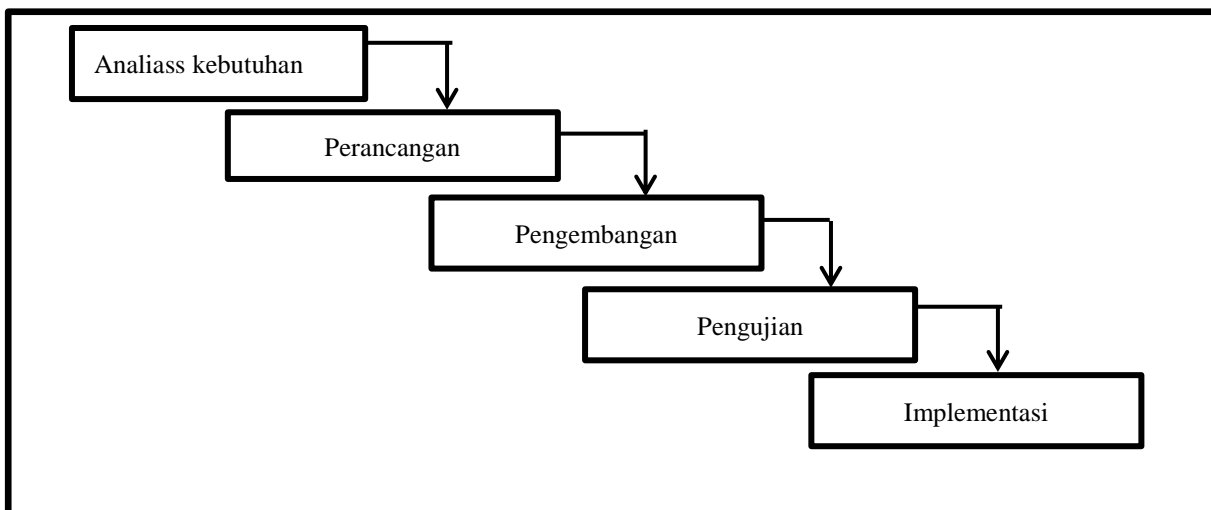 Analiass kebutuhan
Perancangan
Pengembangan
Pengujian
Implementasi